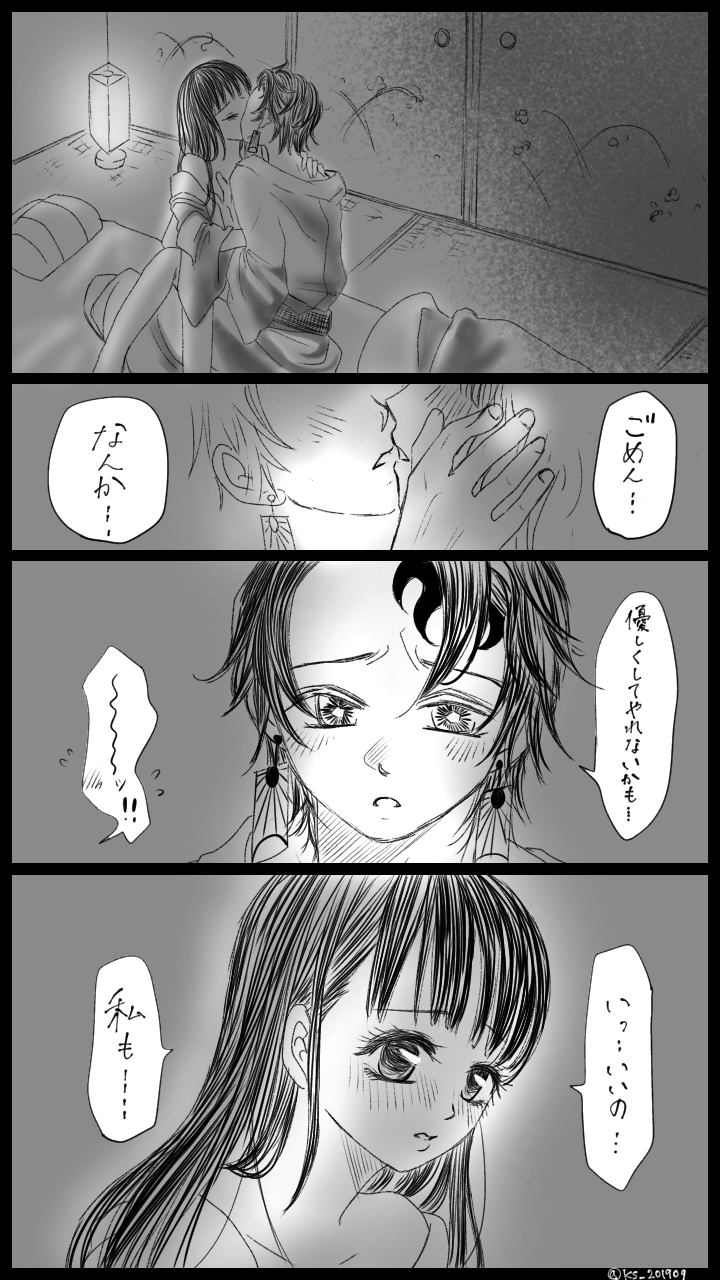 ごめん…
なんか…
優しくしてやれないかも…
〜〜〜ッ!!
いっ…いいの…
私も…
@ks_201909